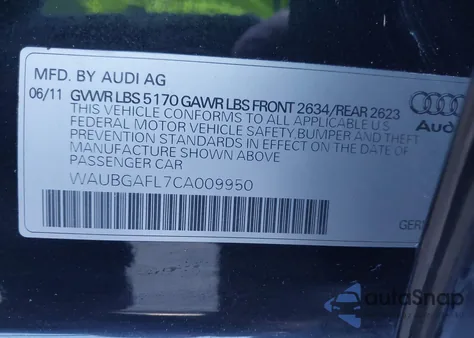 MFD. BY AUDI AG
06/11 GVWR LBS 5170 GAWR LBS FRONT 2634/REAR 2623
THIS VEHICLE CONFORMS TO ALL APPLICABLE U.S
FEDERAL MOTOR VEHICLE SAFETY, BUMPER AND THEFT
PREVENTION STANDARDS IN EFFECT ON THE DATE OF
MANUFACTURE SHOWN ABOVE
PASSENGER CAR
WAUBGAFL7CA009950
Aud
GER
autoSnap